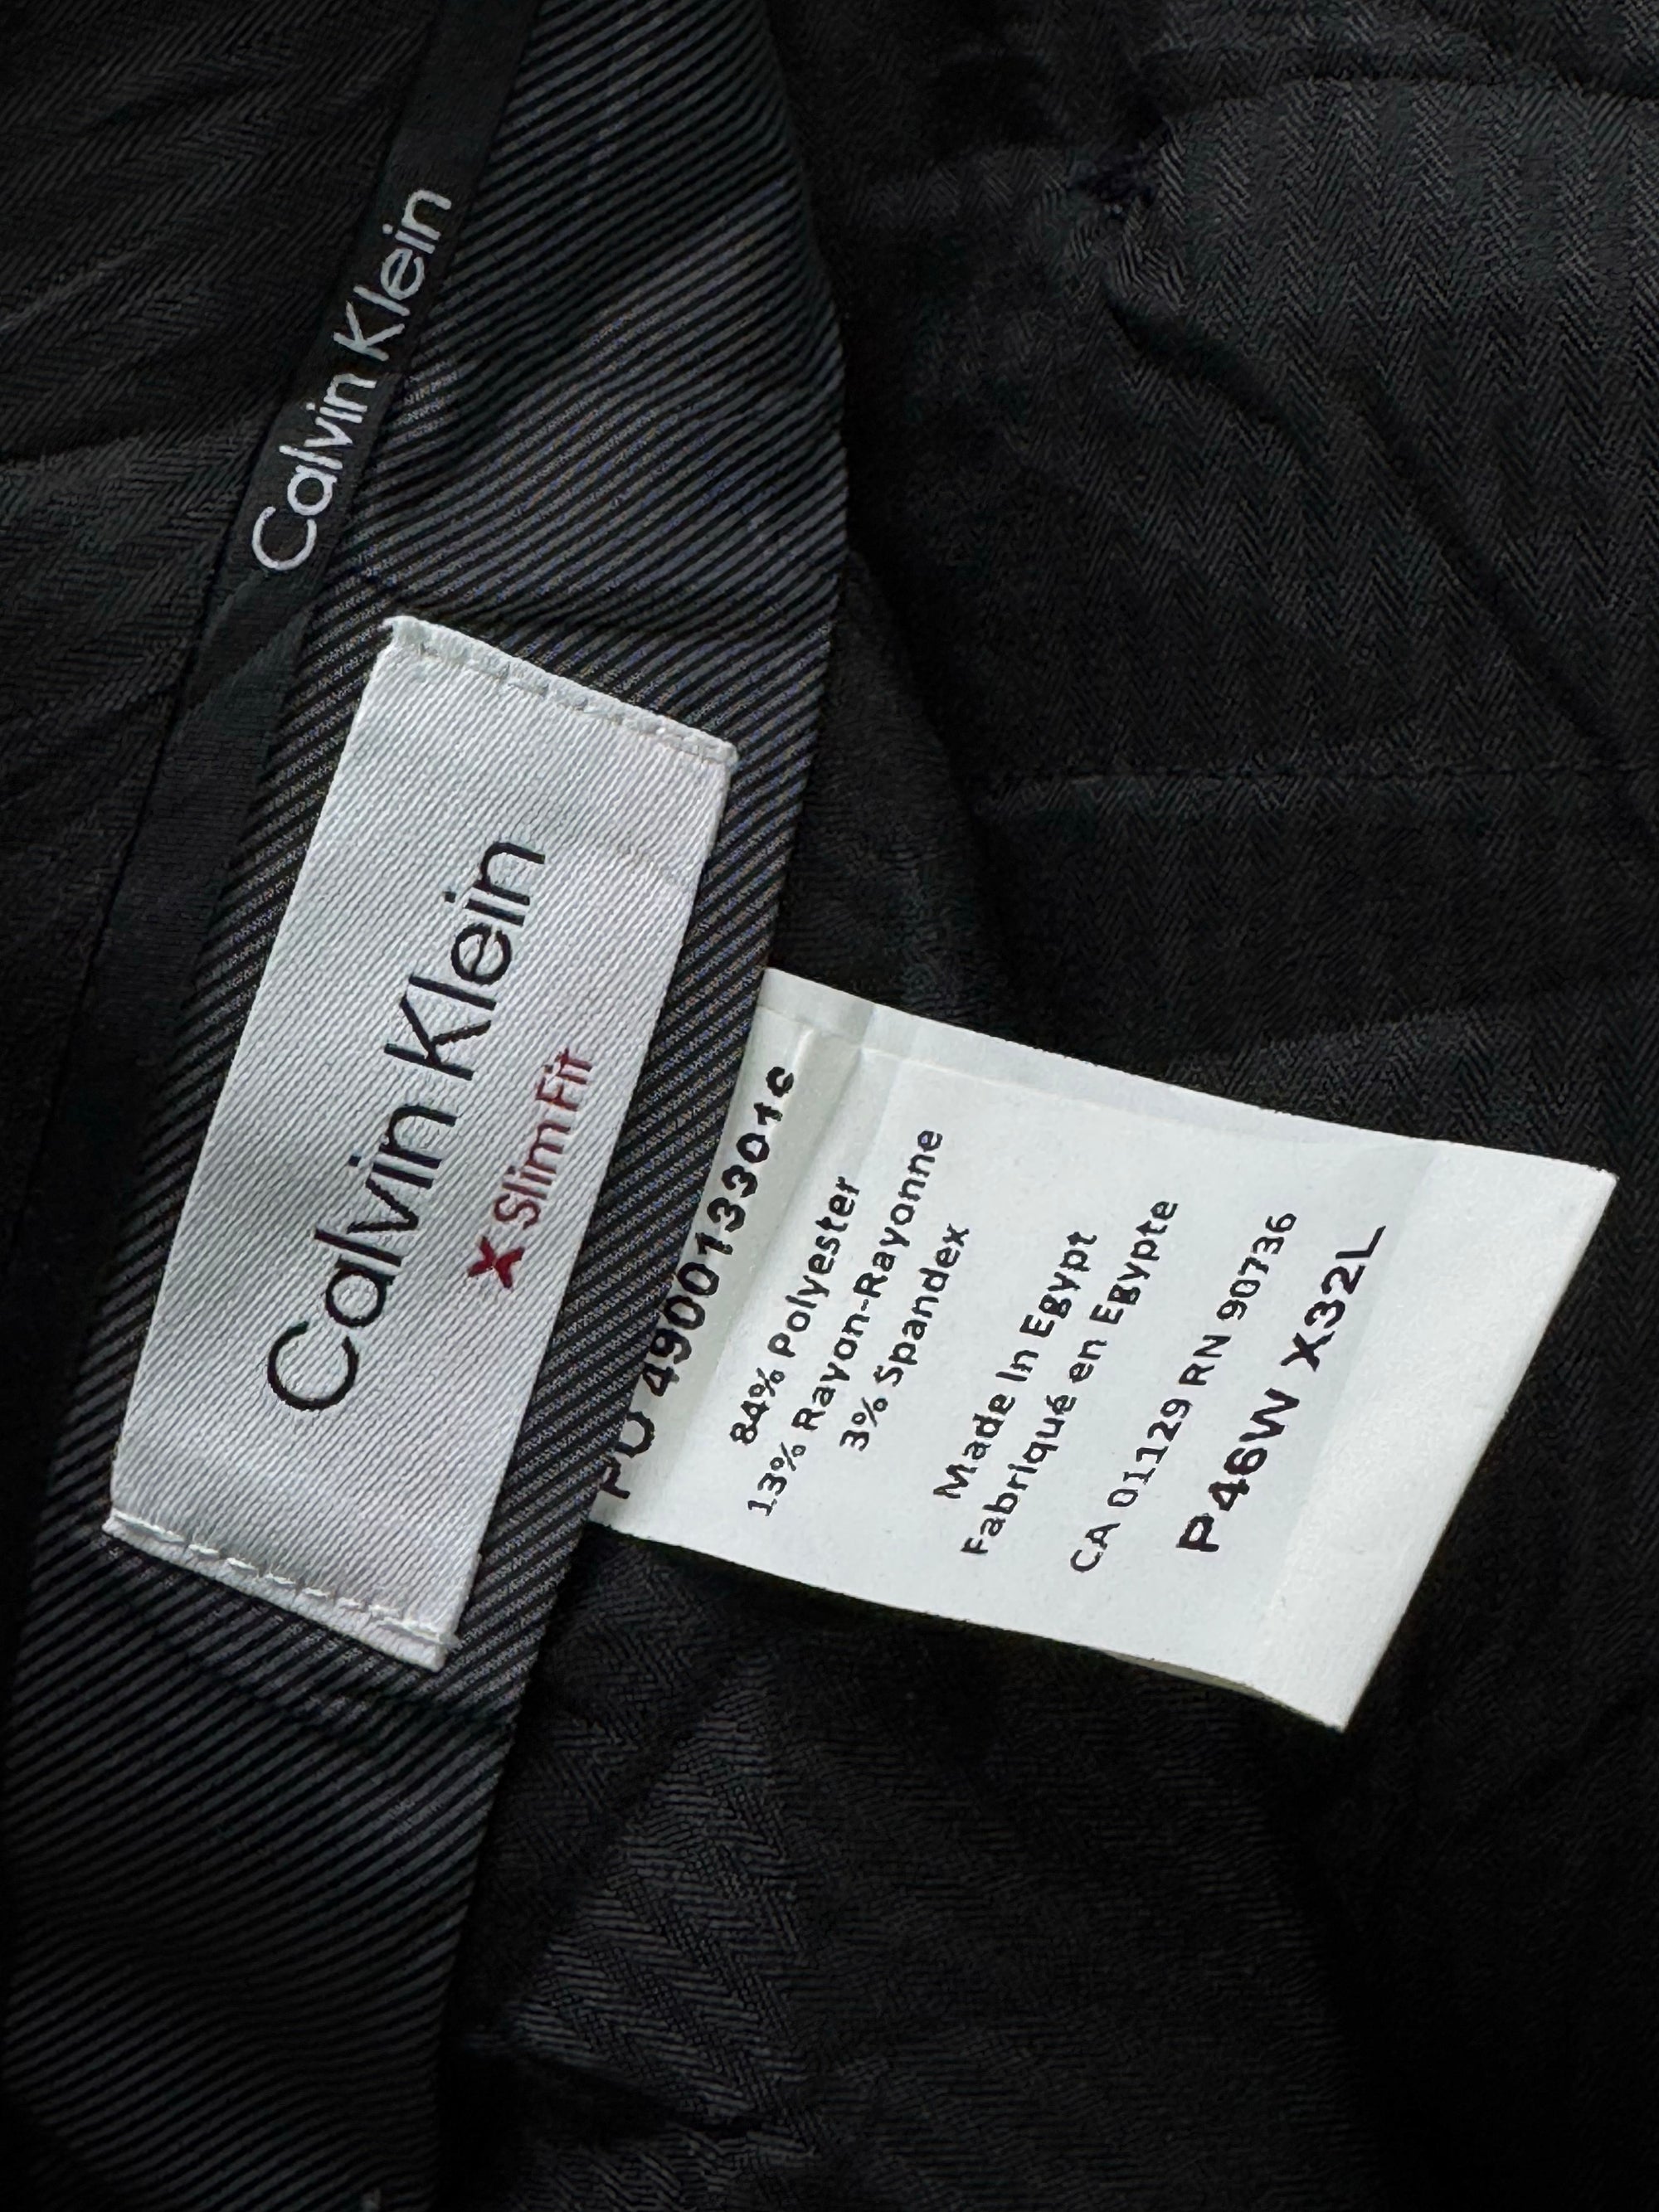 Calvin Klein
Calvin Klein
X Slim Fit
PO 4900133016
84% Polyester
13% Rayon-Rayonne
3% Spandex
Made In Egypt
Fabriqué en Egypte
CA 01129 RN 90736
P46W X32L